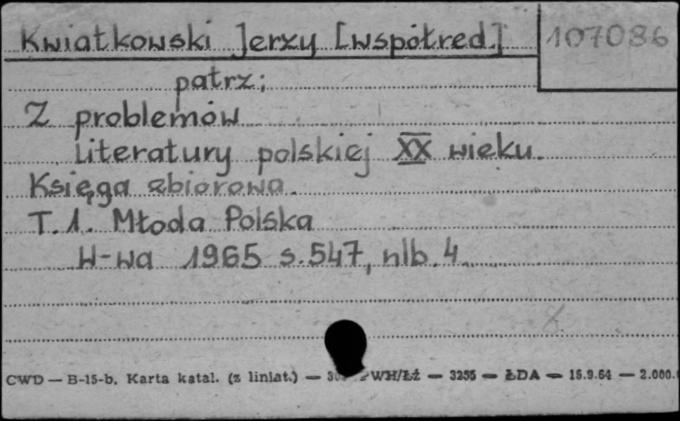 Kwiatkowski Jerzy [współred.] 107086
patrz;
Z problemów
Literatury polskiej XX wieku.
Księga zbiorowa.
T.1. Młoda Polska
W-wa 1965 s.547, nlb. 4
CWD — B-15-b. Karta katal. (z liniat.) — WH/Łź — 3255 — ŁDA — 15.9.64 — 2.000.